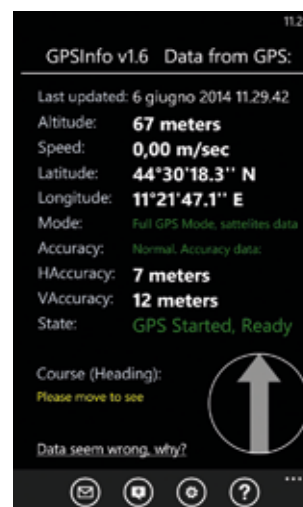 11.2
GPSInfo v1.6 Data from GPS:
Last updated: 6 giugno 2014 11.29.42
Altitude: 67 meters
Speed: 0,00 m/sec
Latitude: 44°30'18.3'' N
Longitude: 11°21'47.1'' E
Mode: Full GPS Mode, sattelites data
Accuracy: Normal. Accuracy data:
HAccuracy: 7 meters
VAccuracy: 12 meters
State: GPS Started, Ready
Course (Heading):
Please move to see
Data seem wrong, why?